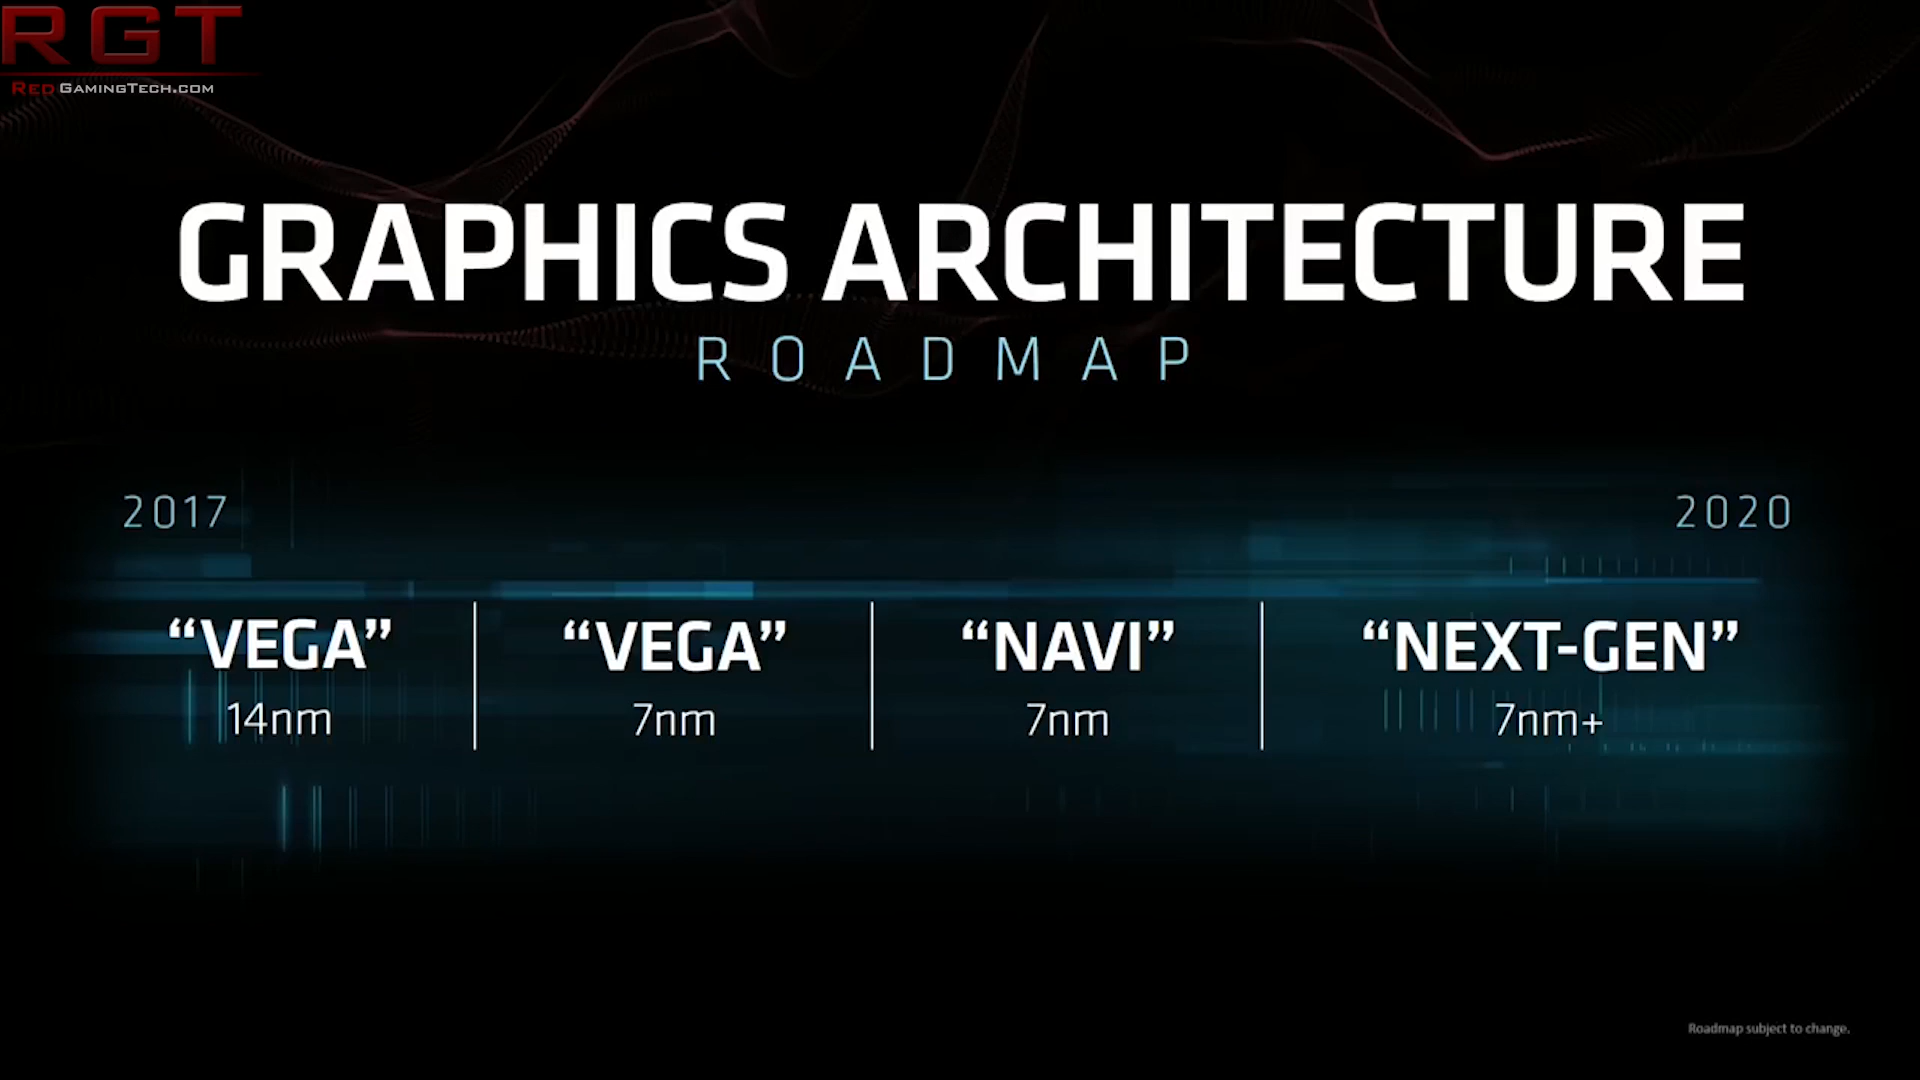 RGT
RedGamingTech.com
GRAPHICS ARCHITECTURE
ROADMAP
2017
2020
“VEGA”
14nm
“VEGA”
7nm
“NAVI”
7nm
“NEXT-GEN”
7nm+
Roadmap subject to change.